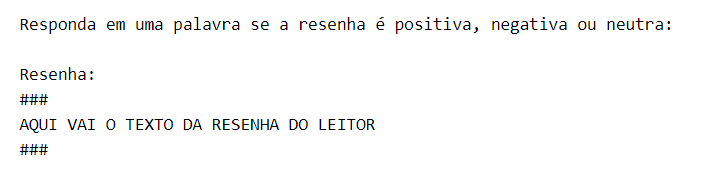 Responda em uma palavra se a resenha é positiva, negativa ou neutra:
Resenha:
###
AQUI VAI O TEXTO DA RESENHA DO LEITOR
###